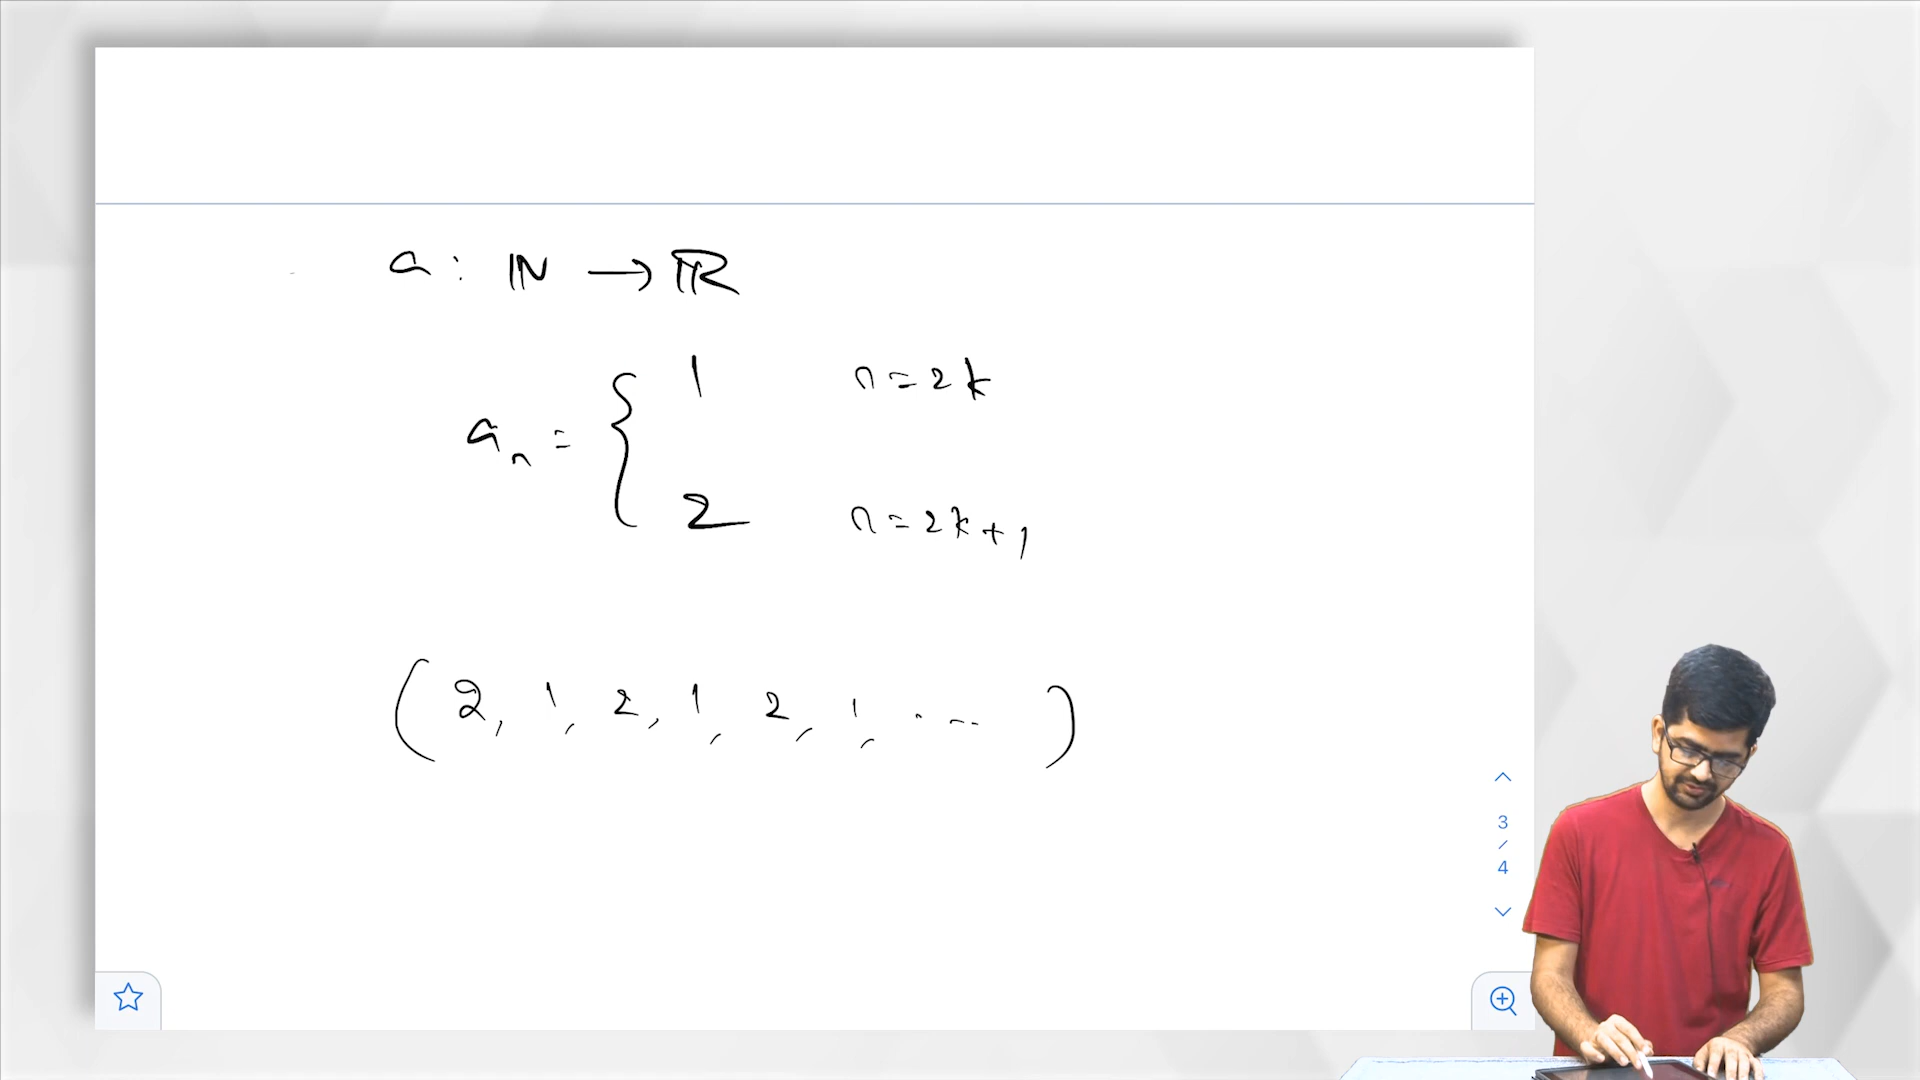 a : ℕ → ℝ
aₙ = { 1 n = 2k
2 n = 2k+1
( 2, 1, 2, 1, 2, 1, . -- )
3
/
4